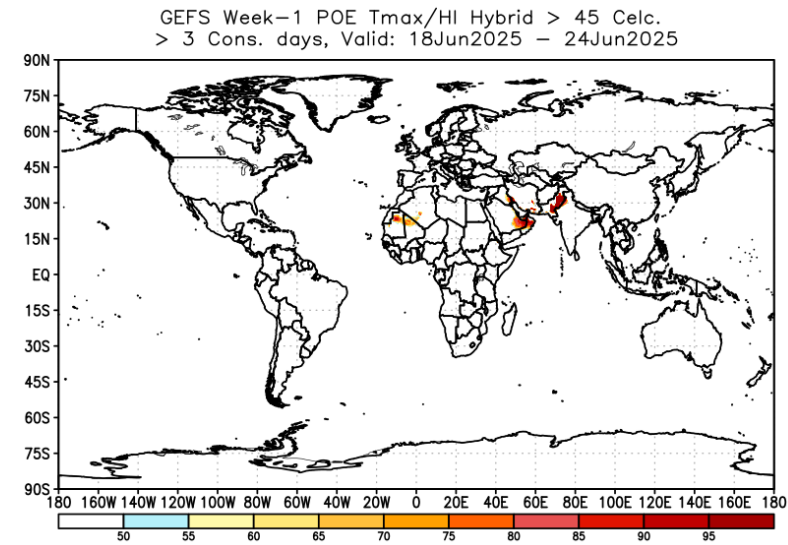 GEFS Week-1 POE Tmax/HI Hybrid > 45 Celc.
> 3 Cons. days, Valid: 18Jun2025 - 24Jun2025
90N
75N
60N
45N
30N
15N
EQ
15S
30S
45S
60S
75S
90S
180 160W 140W 120W 100W 80W 60W 40W 20W 0 20E 40E 60E 80E 100E 120E 140E 160E 180
50 55 60 65 70 75 80 85 90 95